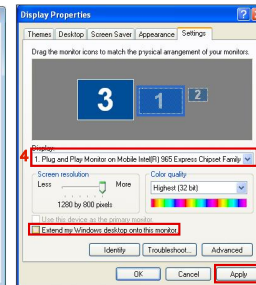 Display Properties
?
Themes Desktop Screen Saver Appearance Settings
Drag the monitor icons to match the physical arrangement of your monitors.
3 1 2
4
Display:
1. Plug and Play Monitor on Mobile Intel(R) 965 Express Chipset Family
Screen resolution
Color quality
Less More
Highest (32 bit)
1280 by 800 pixels
Use this device as the primary monitor.
Extend my Windows desktop onto this monitor.
Identify Troubleshoot... Advanced
OK Cancel Apply